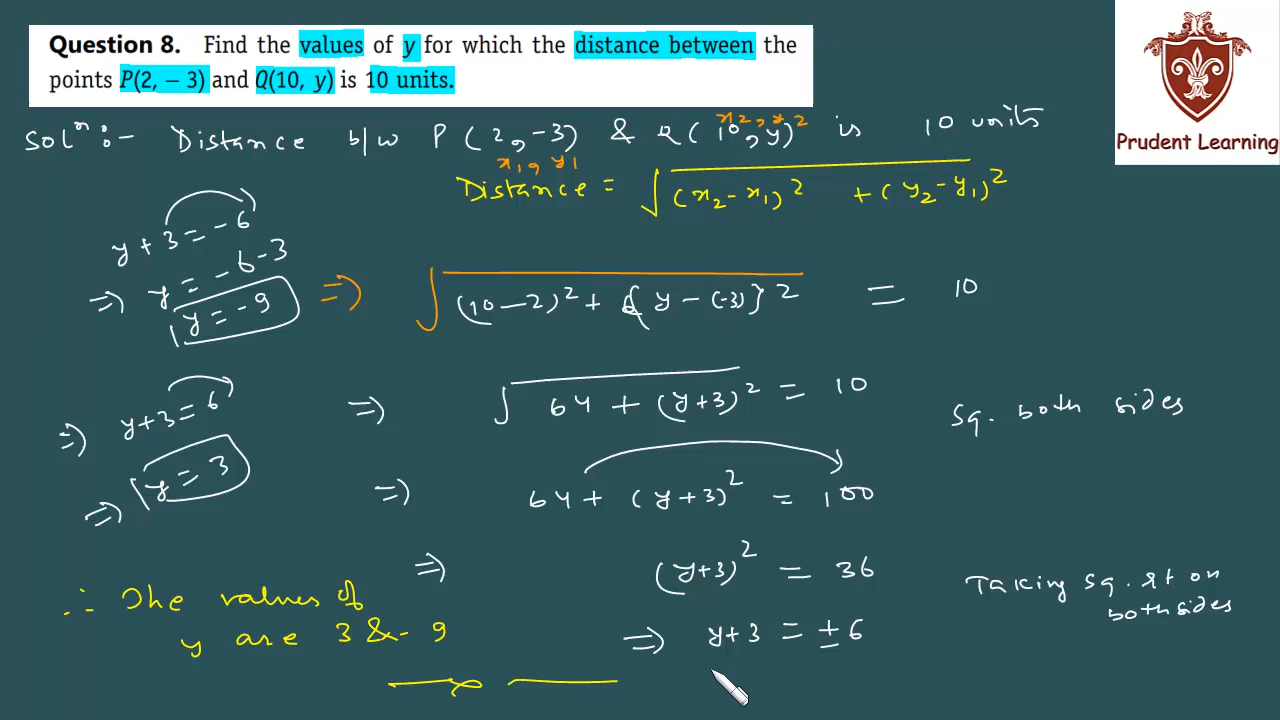 Question 8. Find the values of y for which the distance between the
points P(2, – 3) and Q(10, y) is 10 units.
Prudent Learning
Solⁿ :- Distance b/w P (2, -3) & Q (10, y) is 10 units
x₂, y₂
x₁, y₁
Distance = √(x₂-x₁)² + (y₂-y₁)²
⇒ √(10-2)² + {y-(-3)}² = 10
⇒ √64 + (y+3)² = 10
Sq. both sides
⇒ 64 + (y+3)² = 100
⇒ (y+3)² = 36
Taking Sq. rt on
both sides
⇒ y+3 = ±6
y+3 = -6
⇒ y = -6-3
y = -9
⇒ y+3 = 6
⇒ y = 3
∴ The values of
y are 3 & -9